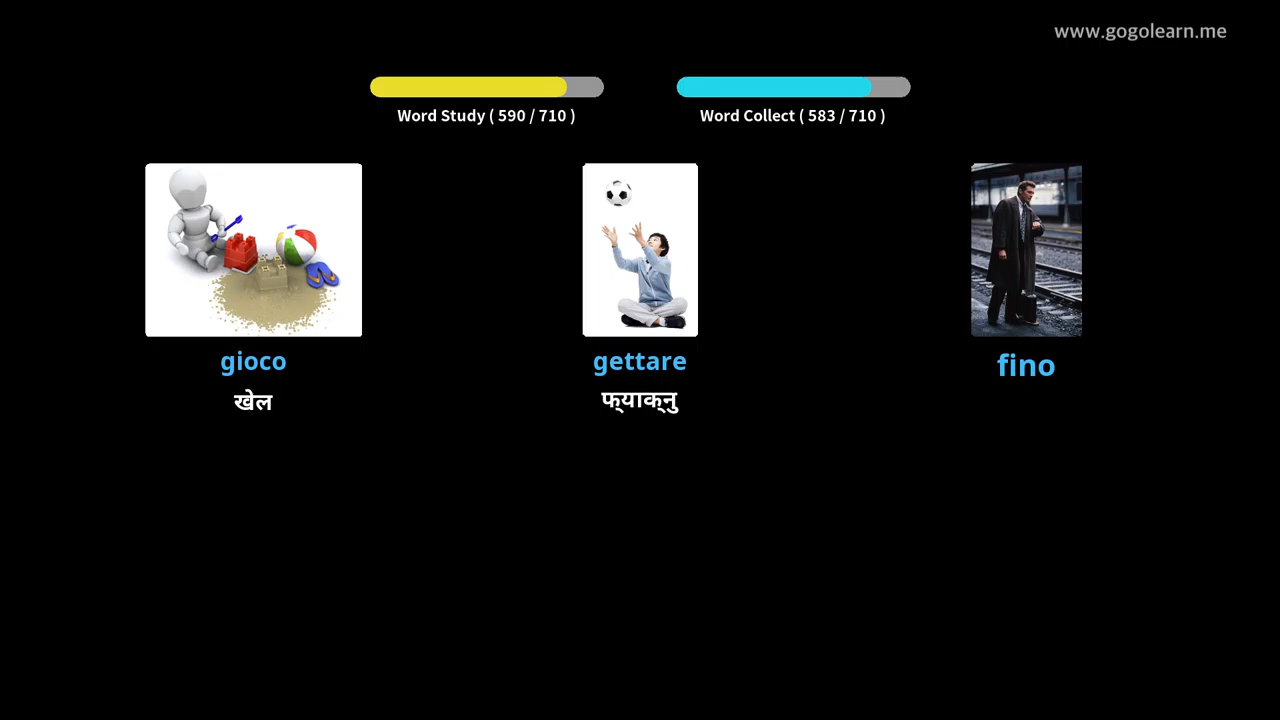 www.gogolearn.me
Word Study ( 590 / 710 )
Word Collect ( 583 / 710 )
gioco
gettare
fino
खेल
फ्याक्नु